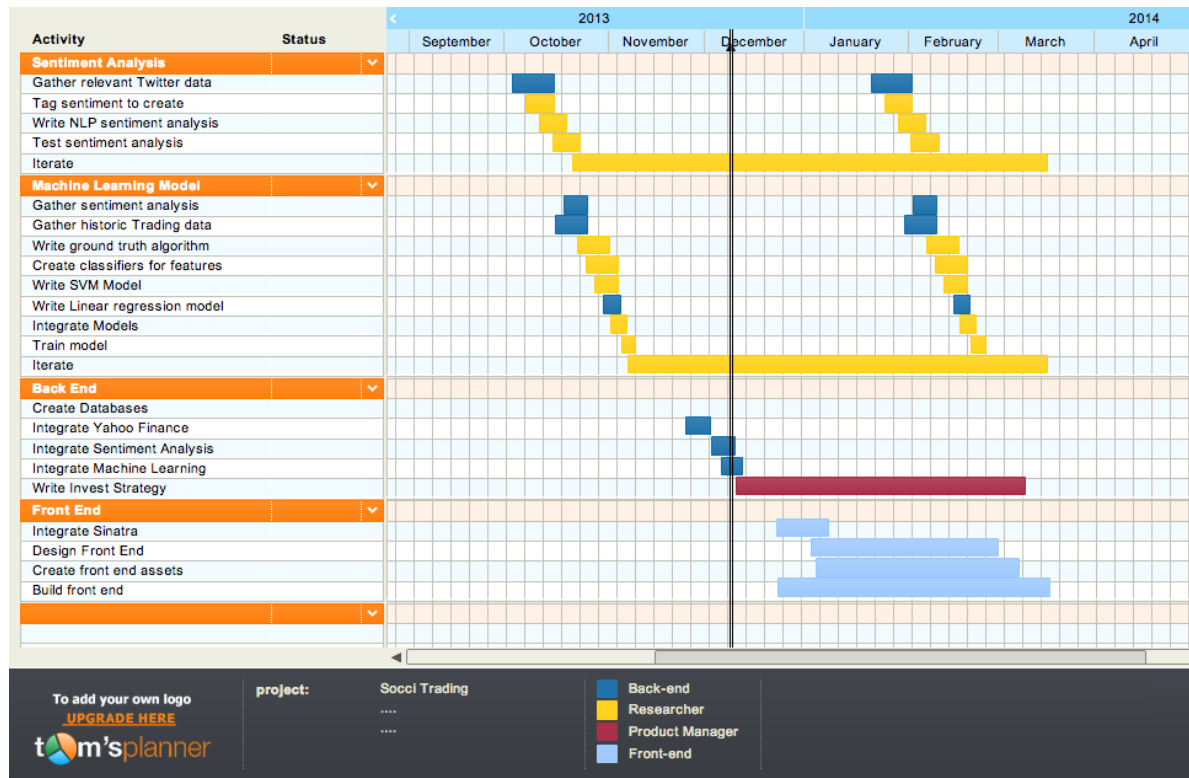 2013 2014
Activity Status September October November December January February March April
Sentiment Analysis
Gather relevant Twitter data
Tag sentiment to create
Write NLP sentiment analysis
Test sentiment analysis
Iterate
Machine Learning Model
Gather sentiment analysis
Gather historic Trading data
Write ground truth algorithm
Create classifiers for features
Write SVM Model
Write Linear regression model
Integrate Models
Train model
Iterate
Back End
Create Databases
Integrate Yahoo Finance
Integrate Sentiment Analysis
Integrate Machine Learning
Write Invest Strategy
Front End
Integrate Sinatra
Design Front End
Create front end assets
Build front end
To add your own logo
UPGRADE HERE
tom'splanner
project: Socci Trading
....
....
Back-end
Researcher
Product Manager
Front-end